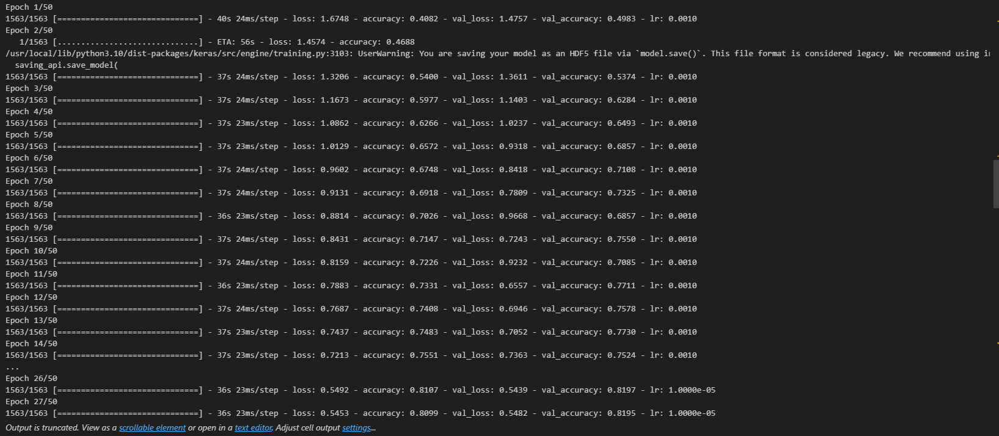 Epoch 1/50
1563/1563 [==============================] - 40s 24ms/step - loss: 1.6748 - accuracy: 0.4082 - val_loss: 1.4757 - val_accuracy: 0.4983 - lr: 0.0010
Epoch 2/50
   1/1563 [..............................] - ETA: 56s - loss: 1.4574 - accuracy: 0.4688
/usr/local/lib/python3.10/dist-packages/keras/src/engine/training.py:3103: UserWarning: You are saving your model as an HDF5 file via `model.save()`. This file format is considered legacy. We recommend using
  saving_api.save_model(
1563/1563 [==============================] - 37s 24ms/step - loss: 1.3206 - accuracy: 0.5400 - val_loss: 1.3611 - val_accuracy: 0.5374 - lr: 0.0010
Epoch 3/50
1563/1563 [==============================] - 37s 24ms/step - loss: 1.1673 - accuracy: 0.5977 - val_loss: 1.1403 - val_accuracy: 0.6284 - lr: 0.0010
Epoch 4/50
1563/1563 [==============================] - 37s 23ms/step - loss: 1.0862 - accuracy: 0.6266 - val_loss: 1.0237 - val_accuracy: 0.6493 - lr: 0.0010
Epoch 5/50
1563/1563 [==============================] - 37s 23ms/step - loss: 1.0129 - accuracy: 0.6572 - val_loss: 0.9318 - val_accuracy: 0.6857 - lr: 0.0010
Epoch 6/50
1563/1563 [==============================] - 37s 24ms/step - loss: 0.9602 - accuracy: 0.6748 - val_loss: 0.8418 - val_accuracy: 0.7108 - lr: 0.0010
Epoch 7/50
1563/1563 [==============================] - 37s 24ms/step - loss: 0.9131 - accuracy: 0.6918 - val_loss: 0.7809 - val_accuracy: 0.7325 - lr: 0.0010
Epoch 8/50
1563/1563 [==============================] - 36s 23ms/step - loss: 0.8814 - accuracy: 0.7026 - val_loss: 0.9668 - val_accuracy: 0.6857 - lr: 0.0010
Epoch 9/50
1563/1563 [==============================] - 37s 24ms/step - loss: 0.8431 - accuracy: 0.7147 - val_loss: 0.7243 - val_accuracy: 0.7550 - lr: 0.0010
Epoch 10/50
1563/1563 [==============================] - 37s 24ms/step - loss: 0.8159 - accuracy: 0.7226 - val_loss: 0.9232 - val_accuracy: 0.7085 - lr: 0.0010
Epoch 11/50
1563/1563 [==============================] - 36s 23ms/step - loss: 0.7883 - accuracy: 0.7331 - val_loss: 0.6557 - val_accuracy: 0.7711 - lr: 0.0010
Epoch 12/50
1563/1563 [==============================] - 37s 24ms/step - loss: 0.7687 - accuracy: 0.7408 - val_loss: 0.6946 - val_accuracy: 0.7578 - lr: 0.0010
Epoch 13/50
1563/1563 [==============================] - 37s 23ms/step - loss: 0.7437 - accuracy: 0.7483 - val_loss: 0.7052 - val_accuracy: 0.7730 - lr: 0.0010
Epoch 14/50
1563/1563 [==============================] - 37s 23ms/step - loss: 0.7213 - accuracy: 0.7551 - val_loss: 0.7363 - val_accuracy: 0.7524 - lr: 0.0010
...
Epoch 26/50
1563/1563 [==============================] - 36s 23ms/step - loss: 0.5492 - accuracy: 0.8107 - val_loss: 0.5439 - val_accuracy: 0.8197 - lr: 1.0000e-05
Epoch 27/50
1563/1563 [==============================] - 36s 23ms/step - loss: 0.5453 - accuracy: 0.8099 - val_loss: 0.5482 - val_accuracy: 0.8195 - lr: 1.0000e-05
Output is truncated. View as a scrollable element or open in a text editor. Adjust cell output settings...